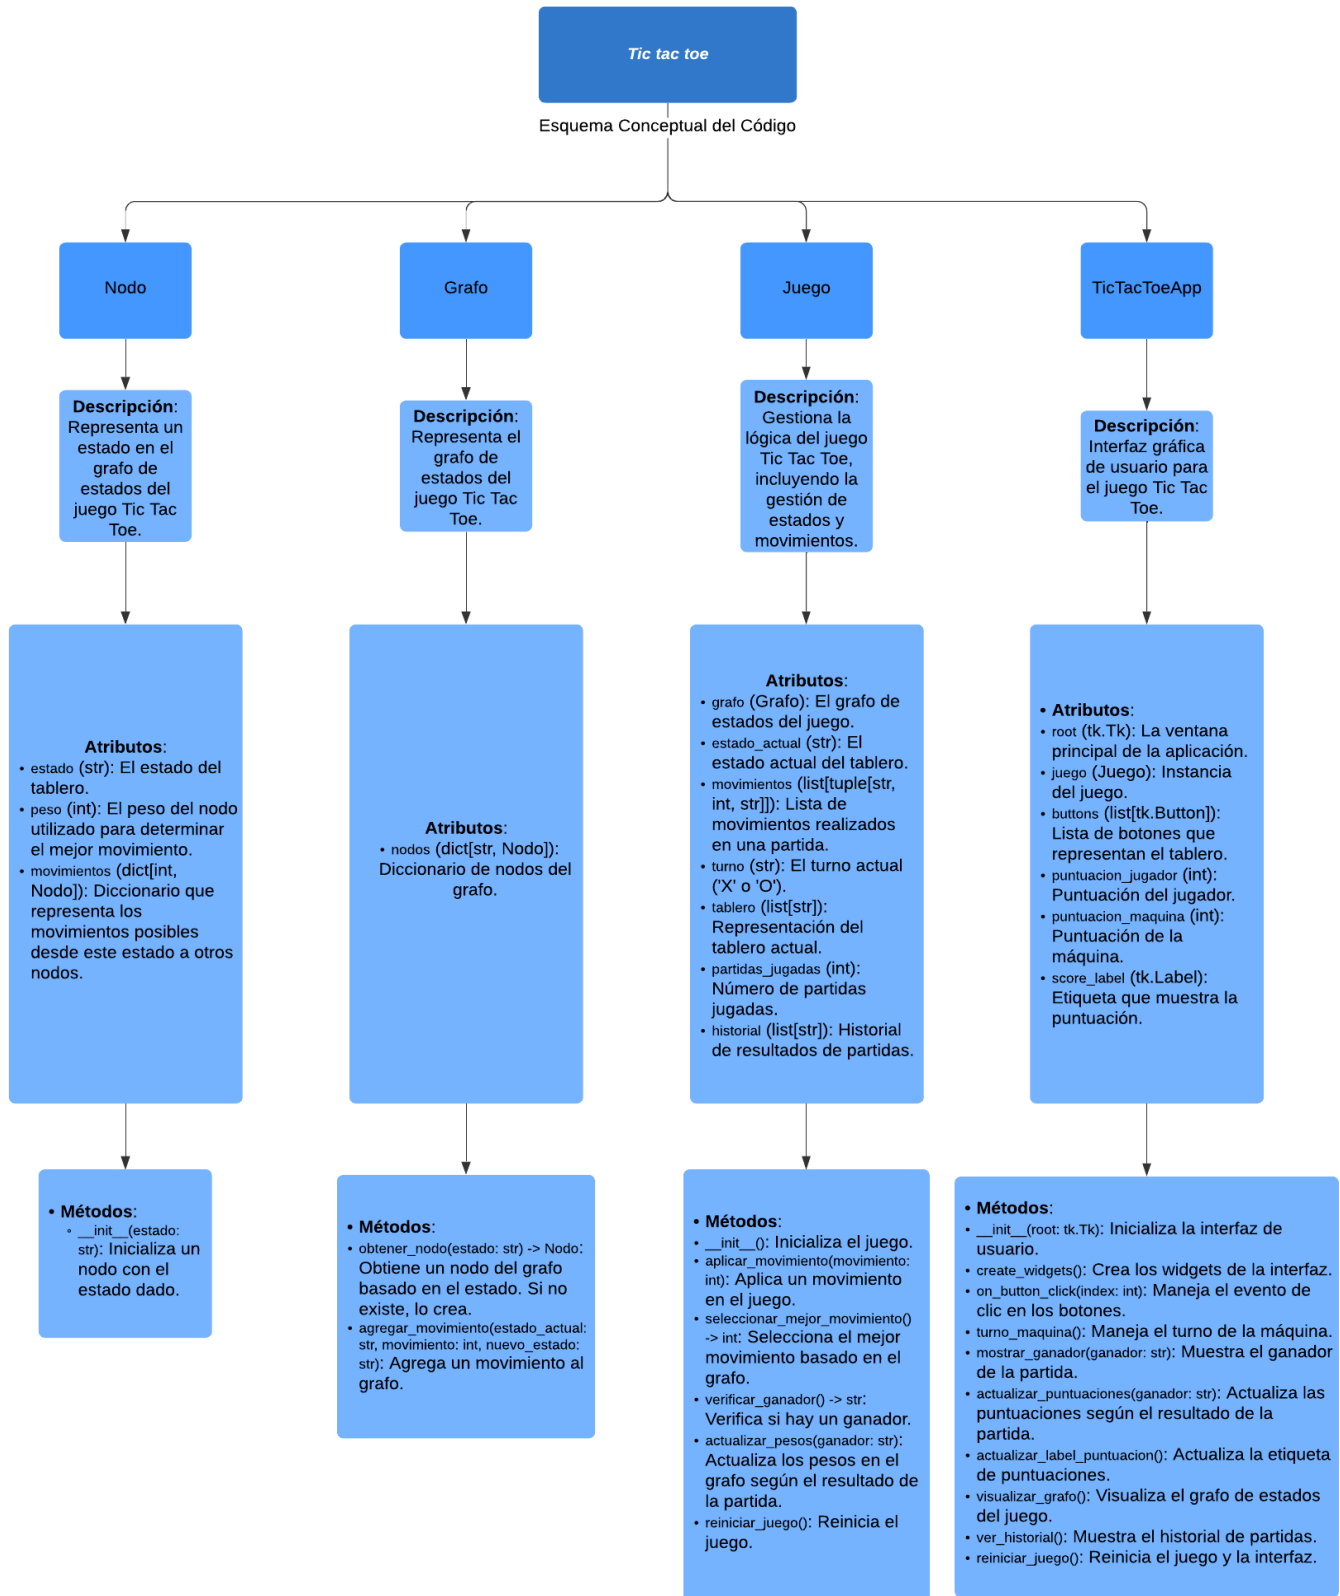 Tic tac toe
Esquema Conceptual del Código
Nodo
Descripción:
Representa un
estado en el
grafo de
estados del
juego Tic Tac
Toe.
Atributos:
• estado (str): El estado del
tablero.
• peso (int): El peso del nodo
utilizado para determinar
el mejor movimiento.
• movimientos (dict[int,
Nodo]): Diccionario que
representa los
movimientos posibles
desde este estado a otros
nodos.
• Métodos:
◦ __init__(estado:
str): Inicializa un
nodo con el
estado dado.
Grafo
Descripción:
Representa el
grafo de
estados del
juego Tic Tac
Toe.
Atributos:
• nodos (dict[str, Nodo]):
Diccionario de nodos del
grafo.
• Métodos:
• obtener_nodo(estado: str) -> Nodo:
Obtiene un nodo del grafo
basado en el estado. Si no
existe, lo crea.
• agregar_movimiento(estado_actual:
str, movimiento: int, nuevo_estado:
str): Agrega un movimiento al
grafo.
Juego
Descripción:
Gestiona la
lógica del juego
Tic Tac Toe,
incluyendo la
gestión de
estados y
movimientos.
Atributos:
• grafo (Grafo): El grafo de
estados del juego.
• estado_actual (str): El
estado actual del tablero.
• movimientos (list[tuple[str,
int, str]]): Lista de
movimientos realizados
en una partida.
• turno (str): El turno actual
('X' o 'O').
• tablero (list[str]):
Representación del
tablero actual.
• partidas_jugadas (int):
Número de partidas
jugadas.
• historial (list[str]): Historial
de resultados de partidas.
• Métodos:
• __init__(): Inicializa el juego.
• aplicar_movimiento(movimiento:
int): Aplica un movimiento
en el juego.
• seleccionar_mejor_movimiento()
-> int: Selecciona el mejor
movimiento basado en el
grafo.
• verificar_ganador() -> str:
Verifica si hay un ganador.
• actualizar_pesos(ganador: str):
Actualiza los pesos en el
grafo según el resultado de
la partida.
• reiniciar_juego(): Reinicia el
juego.
TicTacToeApp
Descripción:
Interfaz gráfica
de usuario para
el juego Tic Tac
Toe.
• Atributos:
• root (tk.Tk): La ventana
principal de la aplicación.
• juego (Juego): Instancia
del juego.
• buttons (list[tk.Button]):
Lista de botones que
representan el tablero.
• puntuacion_jugador (int):
Puntuación del jugador.
• puntuacion_maquina (int):
Puntuación de la
máquina.
• score_label (tk.Label):
Etiqueta que muestra la
puntuación.
• Métodos:
• __init__(root: tk.Tk): Inicializa la interfaz de
usuario.
• create_widgets(): Crea los widgets de la interfaz.
• on_button_click(index: int): Maneja el evento de
clic en los botones.
• turno_maquina(): Maneja el turno de la máquina.
• mostrar_ganador(ganador: str): Muestra el ganador
de la partida.
• actualizar_puntuaciones(ganador: str): Actualiza las
puntuaciones según el resultado de la
partida.
• actualizar_label_puntuacion(): Actualiza la etiqueta
de puntuaciones.
• visualizar_grafo(): Visualiza el grafo de estados
del juego.
• ver_historial(): Muestra el historial de partidas.
• reiniciar_juego(): Reinicia el juego y la interfaz.